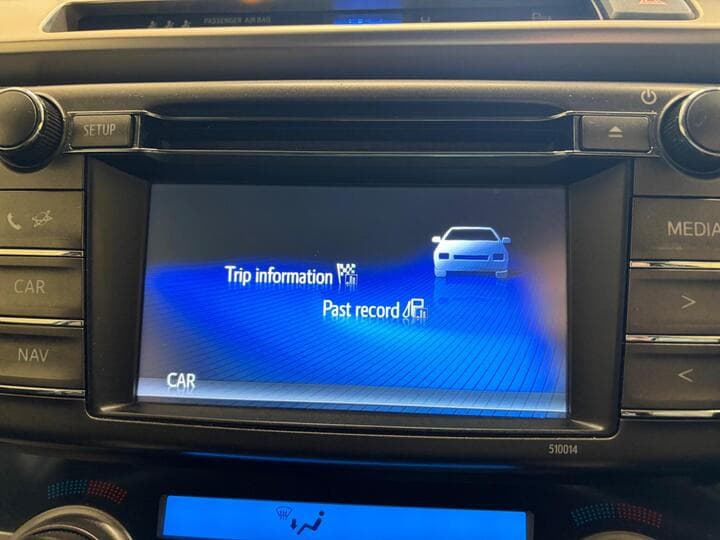 PASSENGER AIR BAG
SETUP
MEDIA
CAR
>
NAV
<
Trip information
Past record
CAR
510014